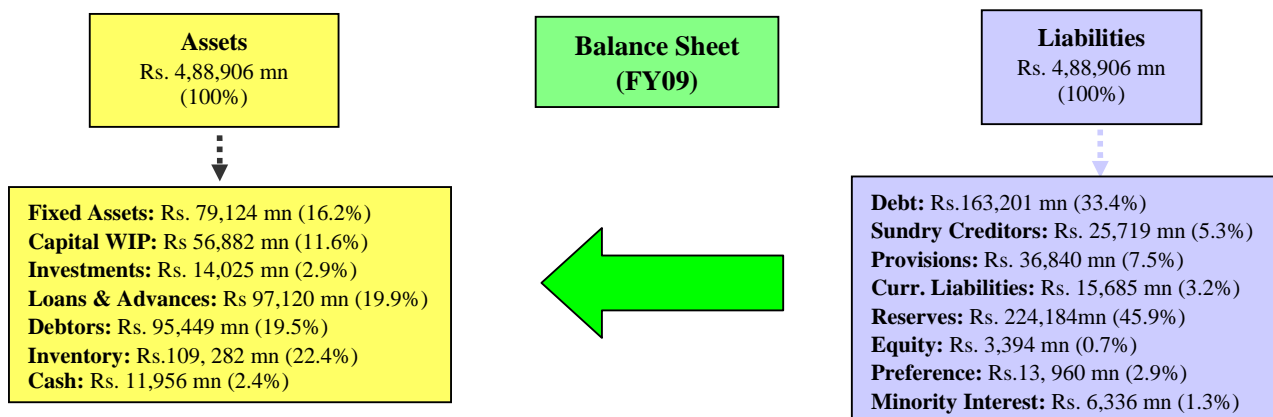 Assets
Rs. 4,88,906 mn
(100%)
Balance Sheet
(FY09)
Liabilities
Rs. 4,88,906 mn
(100%)
Fixed Assets: Rs. 79,124 mn (16.2%)
Capital WIP: Rs 56,882 mn (11.6%)
Investments: Rs. 14,025 mn (2.9%)
Loans & Advances: Rs 97,120 mn (19.9%)
Debtors: Rs. 95,449 mn (19.5%)
Inventory: Rs.109, 282 mn (22.4%)
Cash: Rs. 11,956 mn (2.4%)
Debt: Rs.163,201 mn (33.4%)
Sundry Creditors: Rs. 25,719 mn (5.3%)
Provisions: Rs. 36,840 mn (7.5%)
Curr. Liabilities: Rs. 15,685 mn (3.2%)
Reserves: Rs. 224,184mn (45.9%)
Equity: Rs. 3,394 mn (0.7%)
Preference: Rs.13, 960 mn (2.9%)
Minority Interest: Rs. 6,336 mn (1.3%)